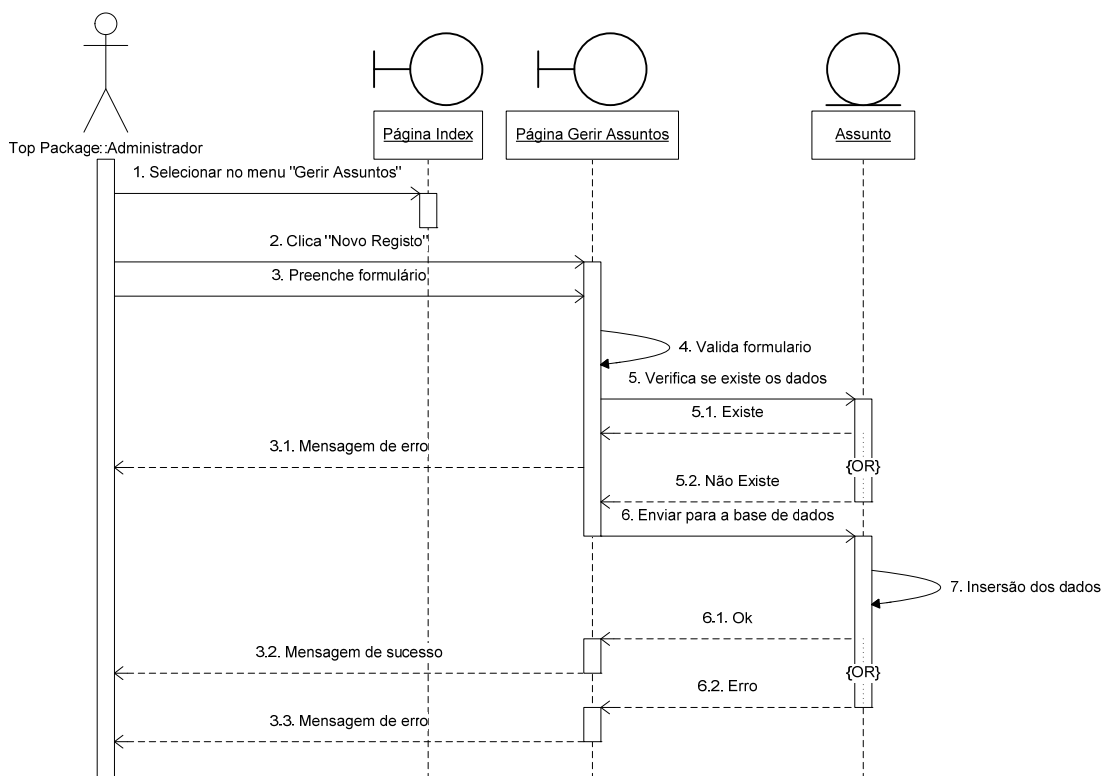 Página Index
Página Gerir Assuntos
Assunto
Top Package::Administrador
1. Selecionar no menu "Gerir Assuntos"
2. Clica "Novo Registo"
3. Preenche formulário
4. Valida formulario
5. Verifica se existe os dados
5.1. Existe
3.1. Mensagem de erro
{OR}
5.2. Não Existe
6. Enviar para a base de dados
7. Insersão dos dados
6.1. Ok
3.2. Mensagem de sucesso
{OR}
6.2. Erro
3.3. Mensagem de erro